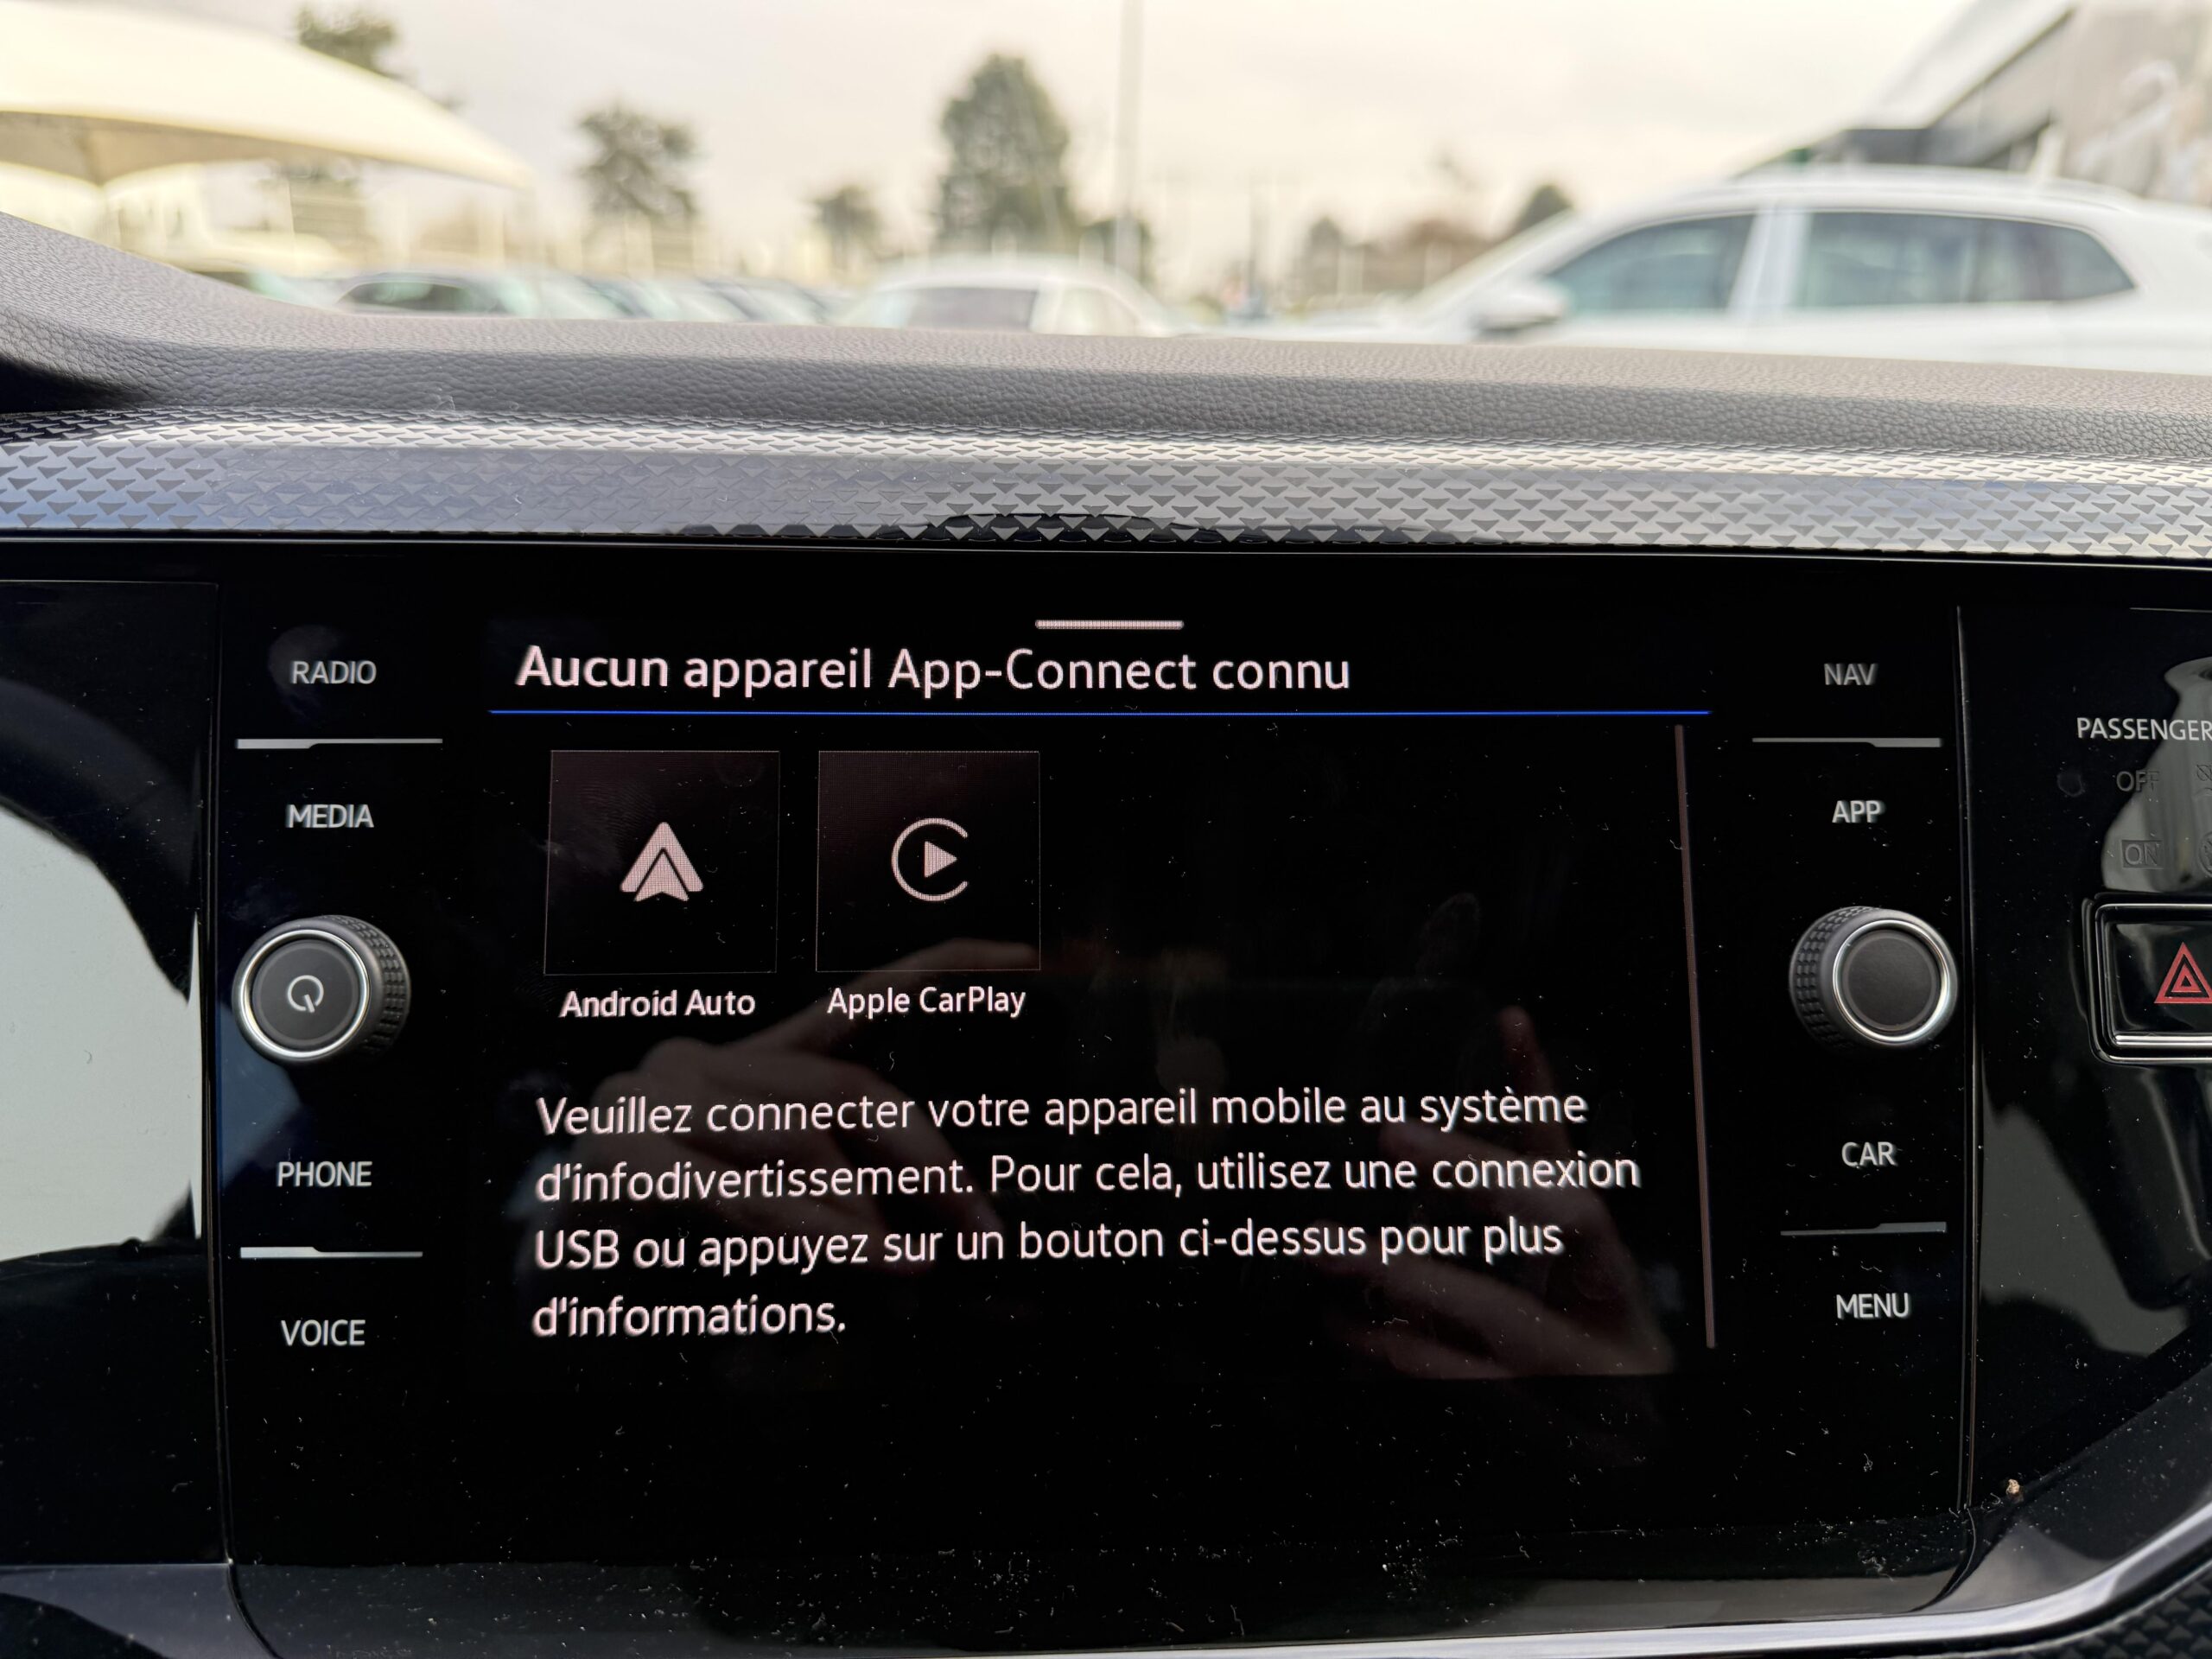 RADIO
MEDIA
PHONE
VOICE
Aucun appareil App-Connect connu
Android Auto
Apple CarPlay
Veuillez connecter votre appareil mobile au système
d'infodivertissement. Pour cela, utilisez une connexion
USB ou appuyez sur un bouton ci-dessus pour plus
d'informations.
NAV
APP
CAR
MENU
PASSENGER
OFF
ON